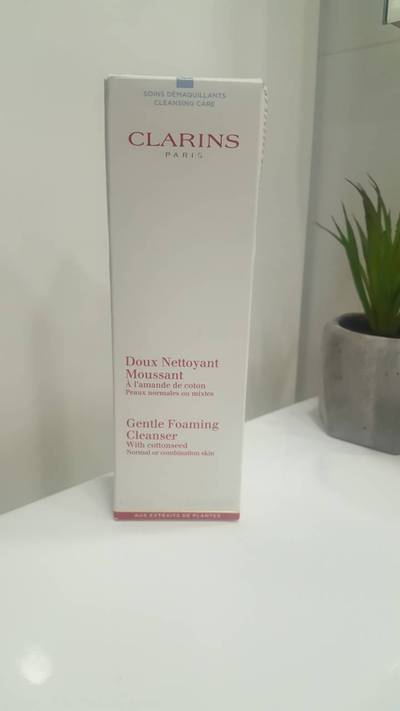 SOINS DÉMAQUILLANTS
CLEANSING CARE
CLARINS
PARIS
Doux Nettoyant
Moussant
À l'amande de coton
Peaux normales ou mixtes
Gentle Foaming
Cleanser
With cottonseed
Normal or combination skin
AUX EXTRAITS DE PLANTES